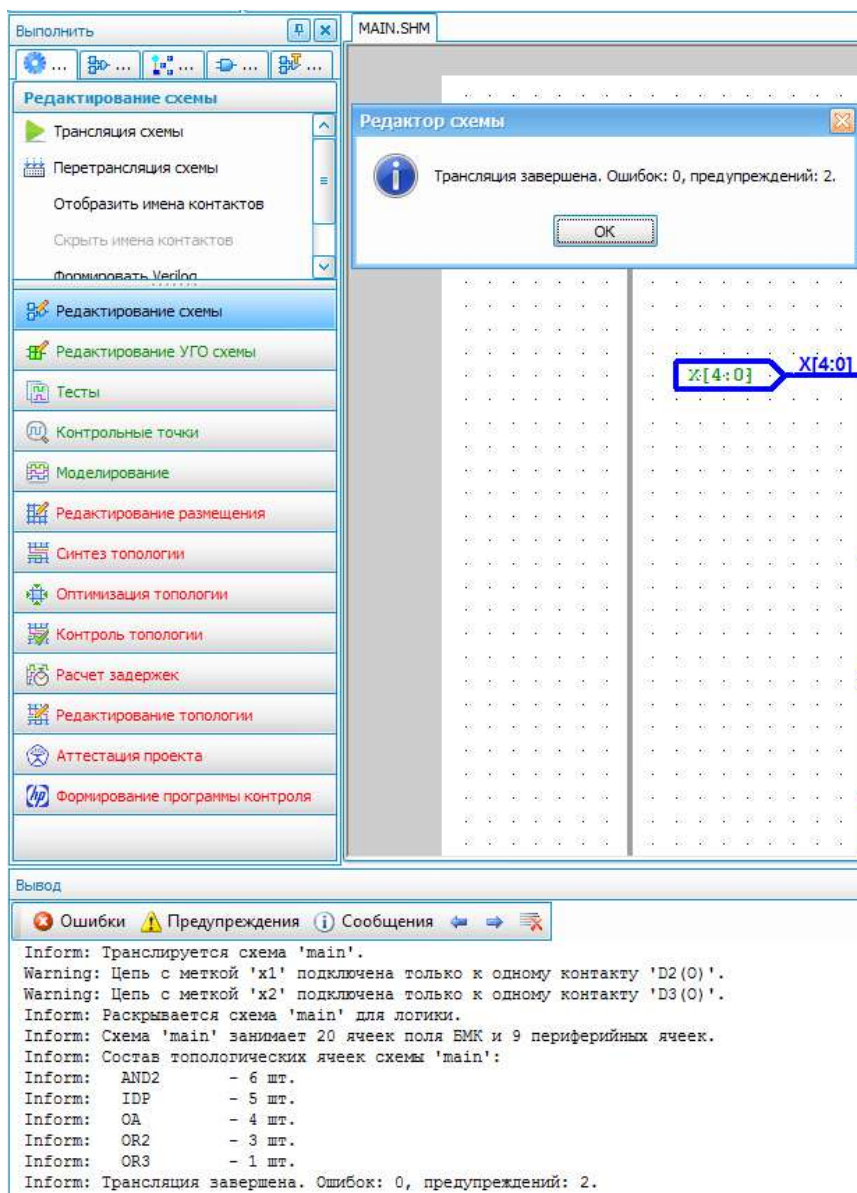 Выполнить
MAIN.SHM
... ... ... ... ...
Редактирование схемы
Трансляция схемы
Перетрансляция схемы
Отобразить имена контактов
Скрыть имена контактов
Формировать Verilog
Редактор схемы
Трансляция завершена. Ошибок: 0, предупреждений: 2.
OK
Редактирование схемы
Редактирование УГО схемы
Тесты
Контрольные точки
Моделирование
Редактирование размещения
Синтез топологии
Оптимизация топологии
Контроль топологии
Расчет задержек
Редактирование топологии
Аттестация проекта
hp Формирование программы контроля
X[4:0] X[4:0]
Вывод
Ошибки Предупреждения Сообщения
Inform: Транслируется схема 'main'.
Warning: Цепь с меткой 'x1' подключена только к одному контакту 'D2(O)'.
Warning: Цепь с меткой 'x2' подключена только к одному контакту 'D3(O)'.
Inform: Раскрывается схема 'main' для логики.
Inform: Схема 'main' занимает 20 ячеек поля БМК и 9 периферийных ячеек.
Inform: Состав топологических ячеек схемы 'main':
Inform: AND2 - 6 шт.
Inform: IDP - 5 шт.
Inform: OA - 4 шт.
Inform: OR2 - 3 шт.
Inform: OR3 - 1 шт.
Inform: Трансляция завершена. Ошибок: 0, предупреждений: 2.